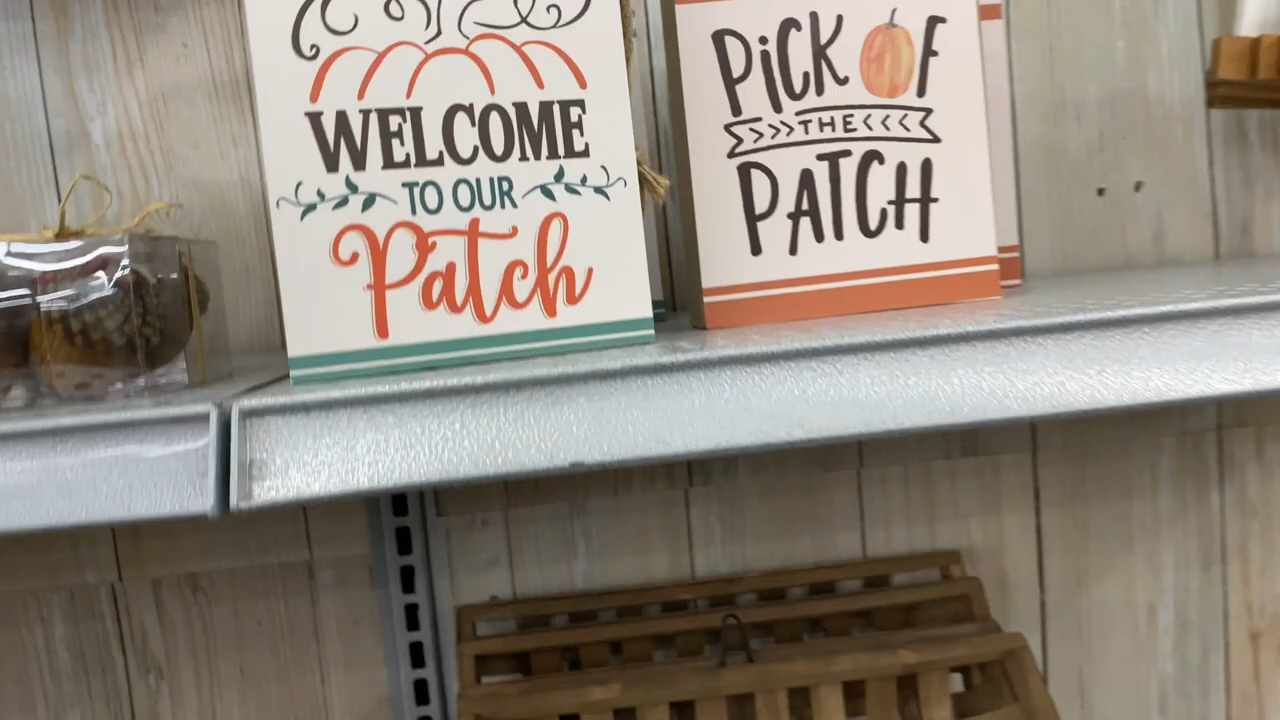 WELCOME
TO OUR
Patch
PiCK OF
>>>THE<<<
PATCH